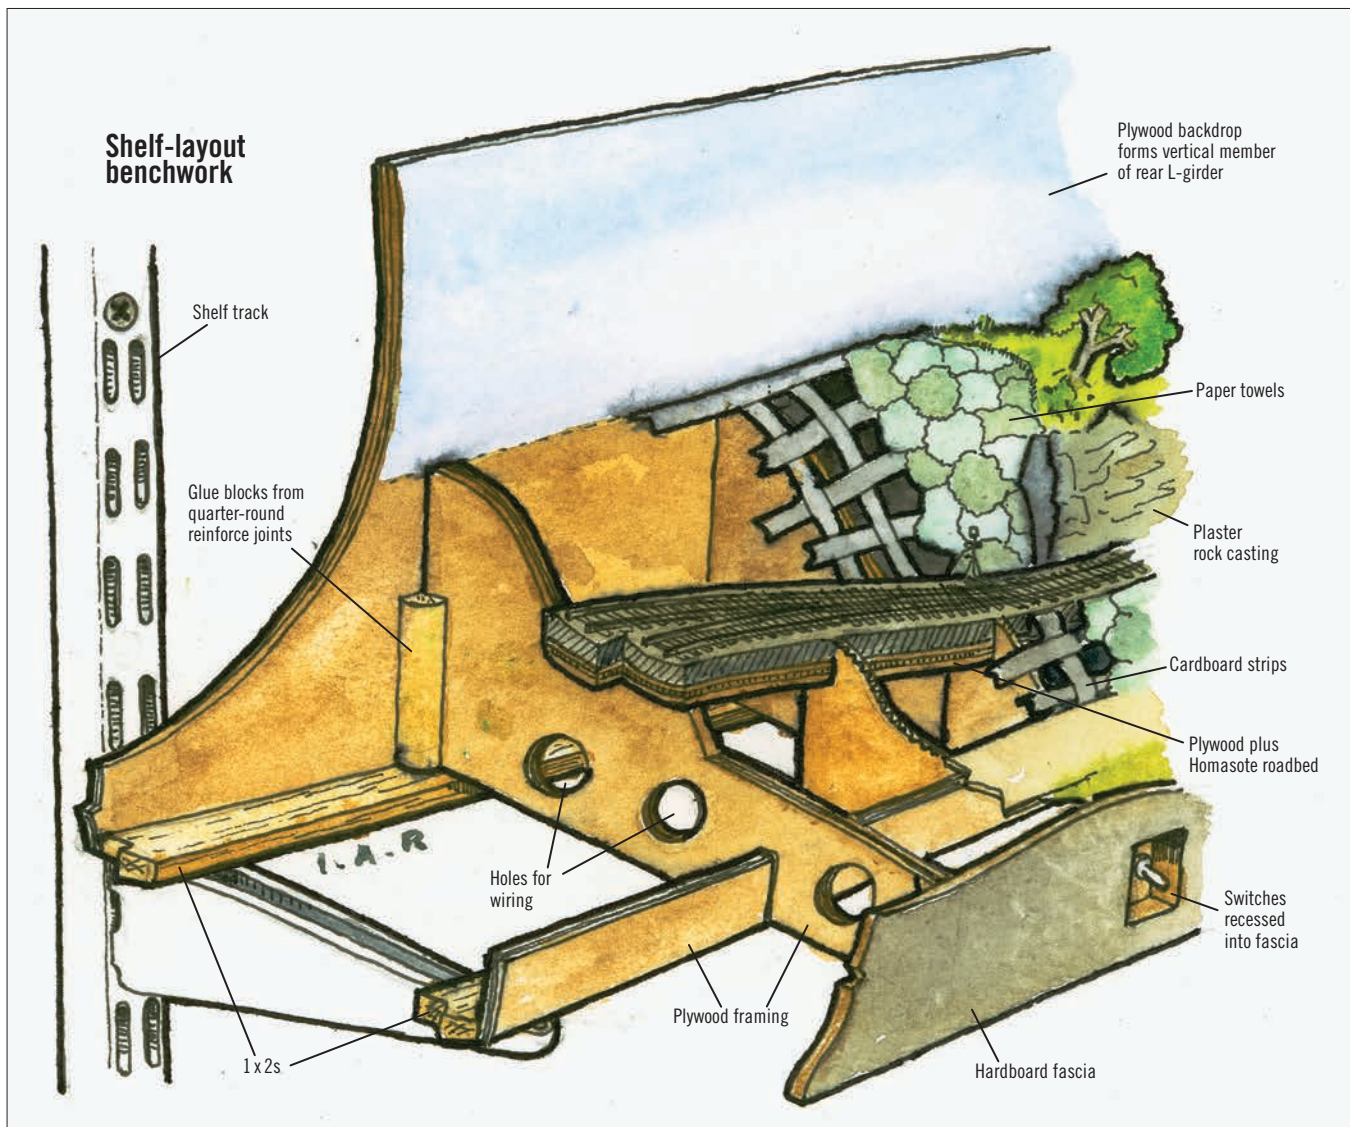 Shelf-layout
benchwork
Plywood backdrop
forms vertical member
of rear L-girder
Shelf track
Paper towels
Glue blocks from
quarter-round
reinforce joints
Plaster
rock casting
Cardboard strips
Plywood plus
Homasote roadbed
I.A.R
Holes for
wiring
Switches
recessed
into fascia
Plywood framing
1 x 2s
Hardboard fascia